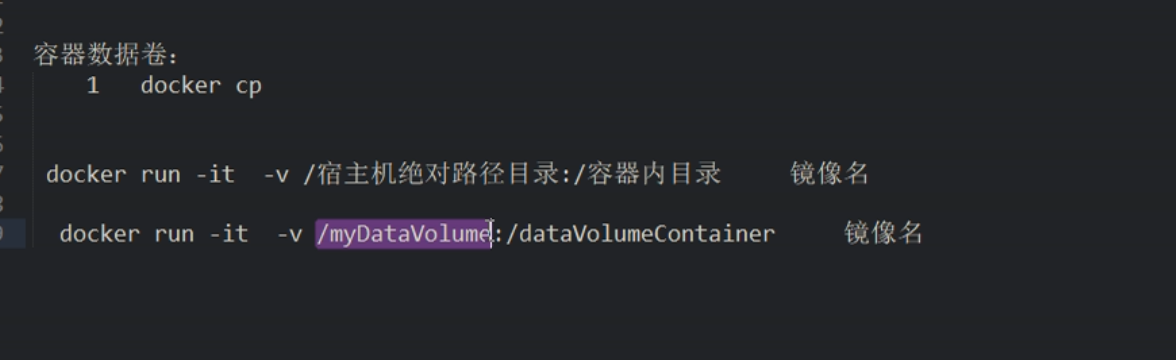 容器数据卷:
1 docker cp
docker run -it -v /宿主机绝对路径目录:/容器内目录 镜像名
docker run -it -v /myDataVolume:/dataVolumeContainer 镜像名